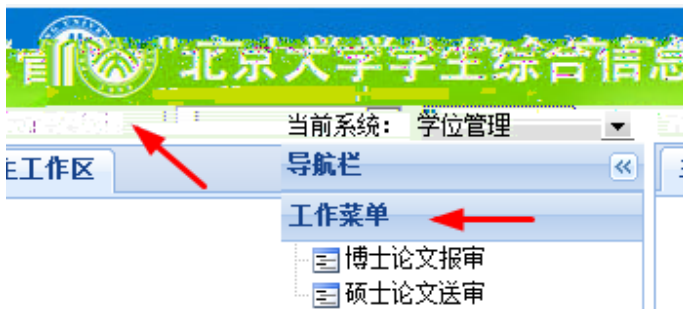 北京大学学生综合信息
当前系统: 学位管理
主工作区
导航栏
工作菜单
博士论文报审
硕士论文送审